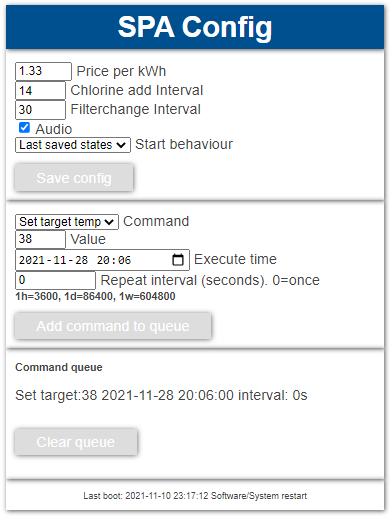 SPA Config
1.33 Price per kWh
14 Chlorine add Interval
30 Filterchange Interval
Audio
Last saved states Start behaviour
Save config
Set target temp Command
38 Value
2021-11-28 20:06 Execute time
0 Repeat interval (seconds). 0=once
1h=3600, 1d=86400, 1w=604800
Add command to queue
Command queue
Set target:38 2021-11-28 20:06:00 interval: 0s
Clear queue
Last boot: 2021-11-10 23:17:12 Software/System restart